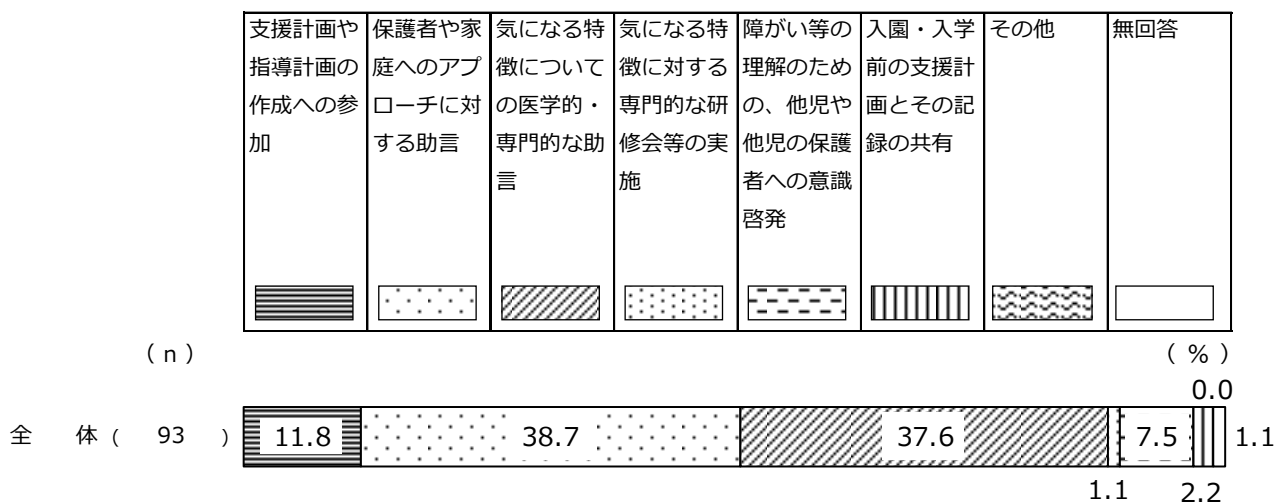 支援計画や
指導計画の
作成への参
加
保護者や家
庭へのアプ
ローチに対
する助言
気になる特
徴について
の医学的・
専門的な助
言
気になる特
徴に対する
専門的な研
修会等の実
施
障がい等の
理解のため
の、他児や
他児の保護
者への意識
啓発
入園・入学
前の支援計
画とその記
録の共有
その他
無回答
（ｎ）
（％）
0.0
全 体（ 93 ）
11.8
38.7
37.6
7.5
1.1
1.1
2.2